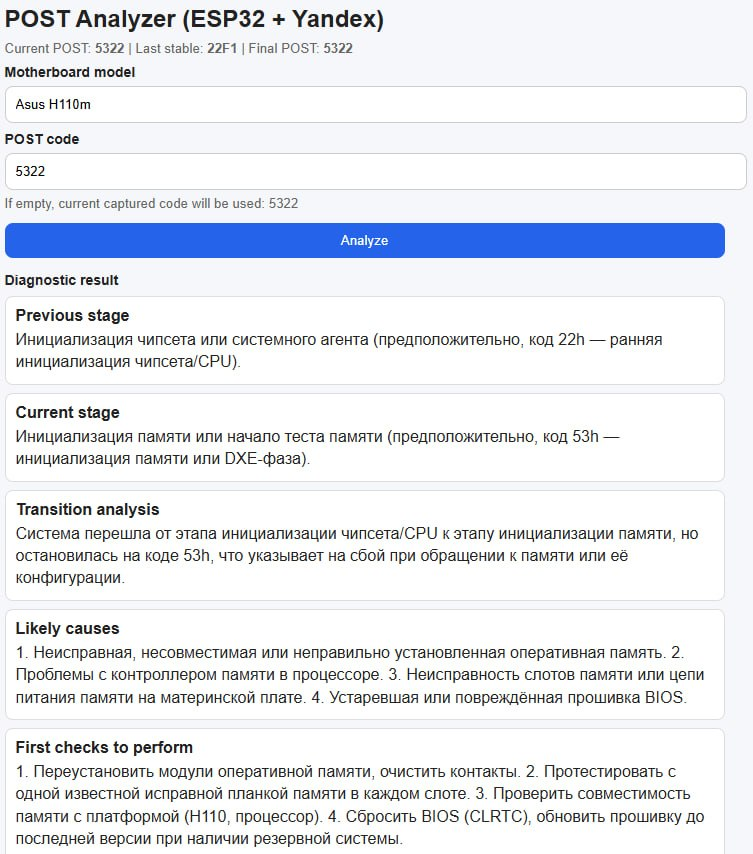 POST Analyzer (ESP32 + Yandex)
Current POST: 5322 | Last stable: 22F1 | Final POST: 5322
Motherboard model
Asus H110m
POST code
5322
If empty, current captured code will be used: 5322
Analyze
Diagnostic result
Previous stage
Инициализация чипсета или системного агента (предположительно, код 22h — ранняя
инициализация чипсета/CPU).
Current stage
Инициализация памяти или начало теста памяти (предположительно, код 53h —
инициализация памяти или DXE-фаза).
Transition analysis
Система перешла от этапа инициализации чипсета/CPU к этапу инициализации памяти, но
остановилась на коде 53h, что указывает на сбой при обращении к памяти или её
конфигурации.
Likely causes
1. Неисправная, несовместимая или неправильно установленная оперативная память. 2.
Проблемы с контроллером памяти в процессоре. 3. Неисправность слотов памяти или цепи
питания памяти на материнской плате. 4. Устаревшая или повреждённая прошивка BIOS.
First checks to perform
1. Переустановить модули оперативной памяти, очистить контакты. 2. Протестировать с
одной известной исправной планкой памяти в каждом слоте. 3. Проверить совместимость
памяти с платформой (H110, процессор). 4. Сбросить BIOS (CLRTC), обновить прошивку до
последней версии при наличии резервной системы.